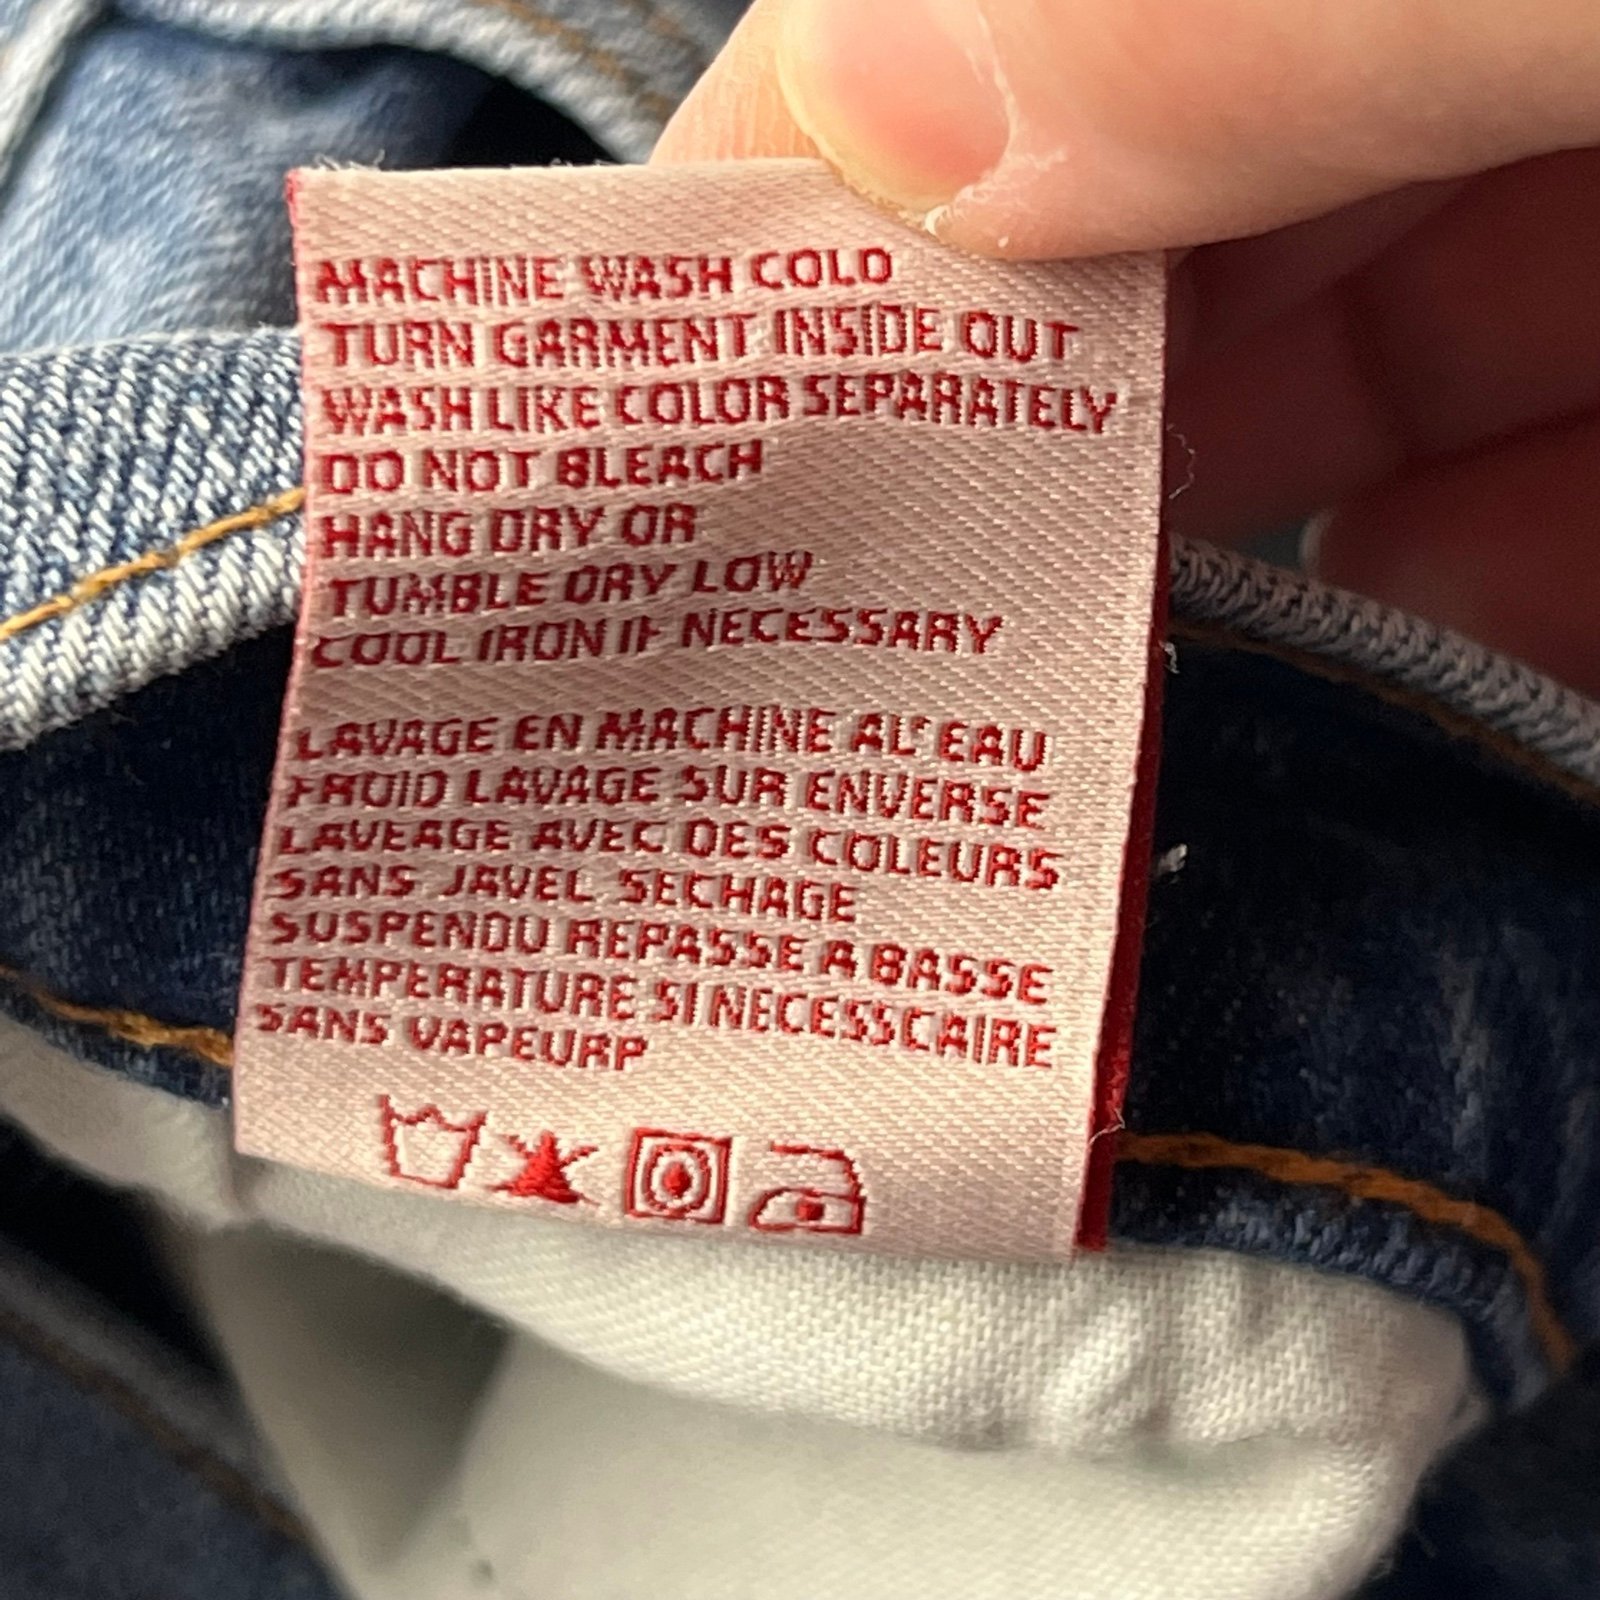 MACHINE WASH COLD
TURN GARMENT INSIDE OUT
WASH LIKE COLOR SEPARATELY
DO NOT BLEACH
HANG DRY OR
TUMBLE DRY LOW
COOL IRON IF NECESSARY
LAVAGE EN MACHINE AL' EAU
FROID LAVAGE SUR ENVERSE
LAVEAGE AVEC DES COLEURS
SANS JAVEL SECHAGE
SUSPENDU REPASSE A BASSE
TEMPERATURE SI NECESSCAIRE
SANS VAPEURP